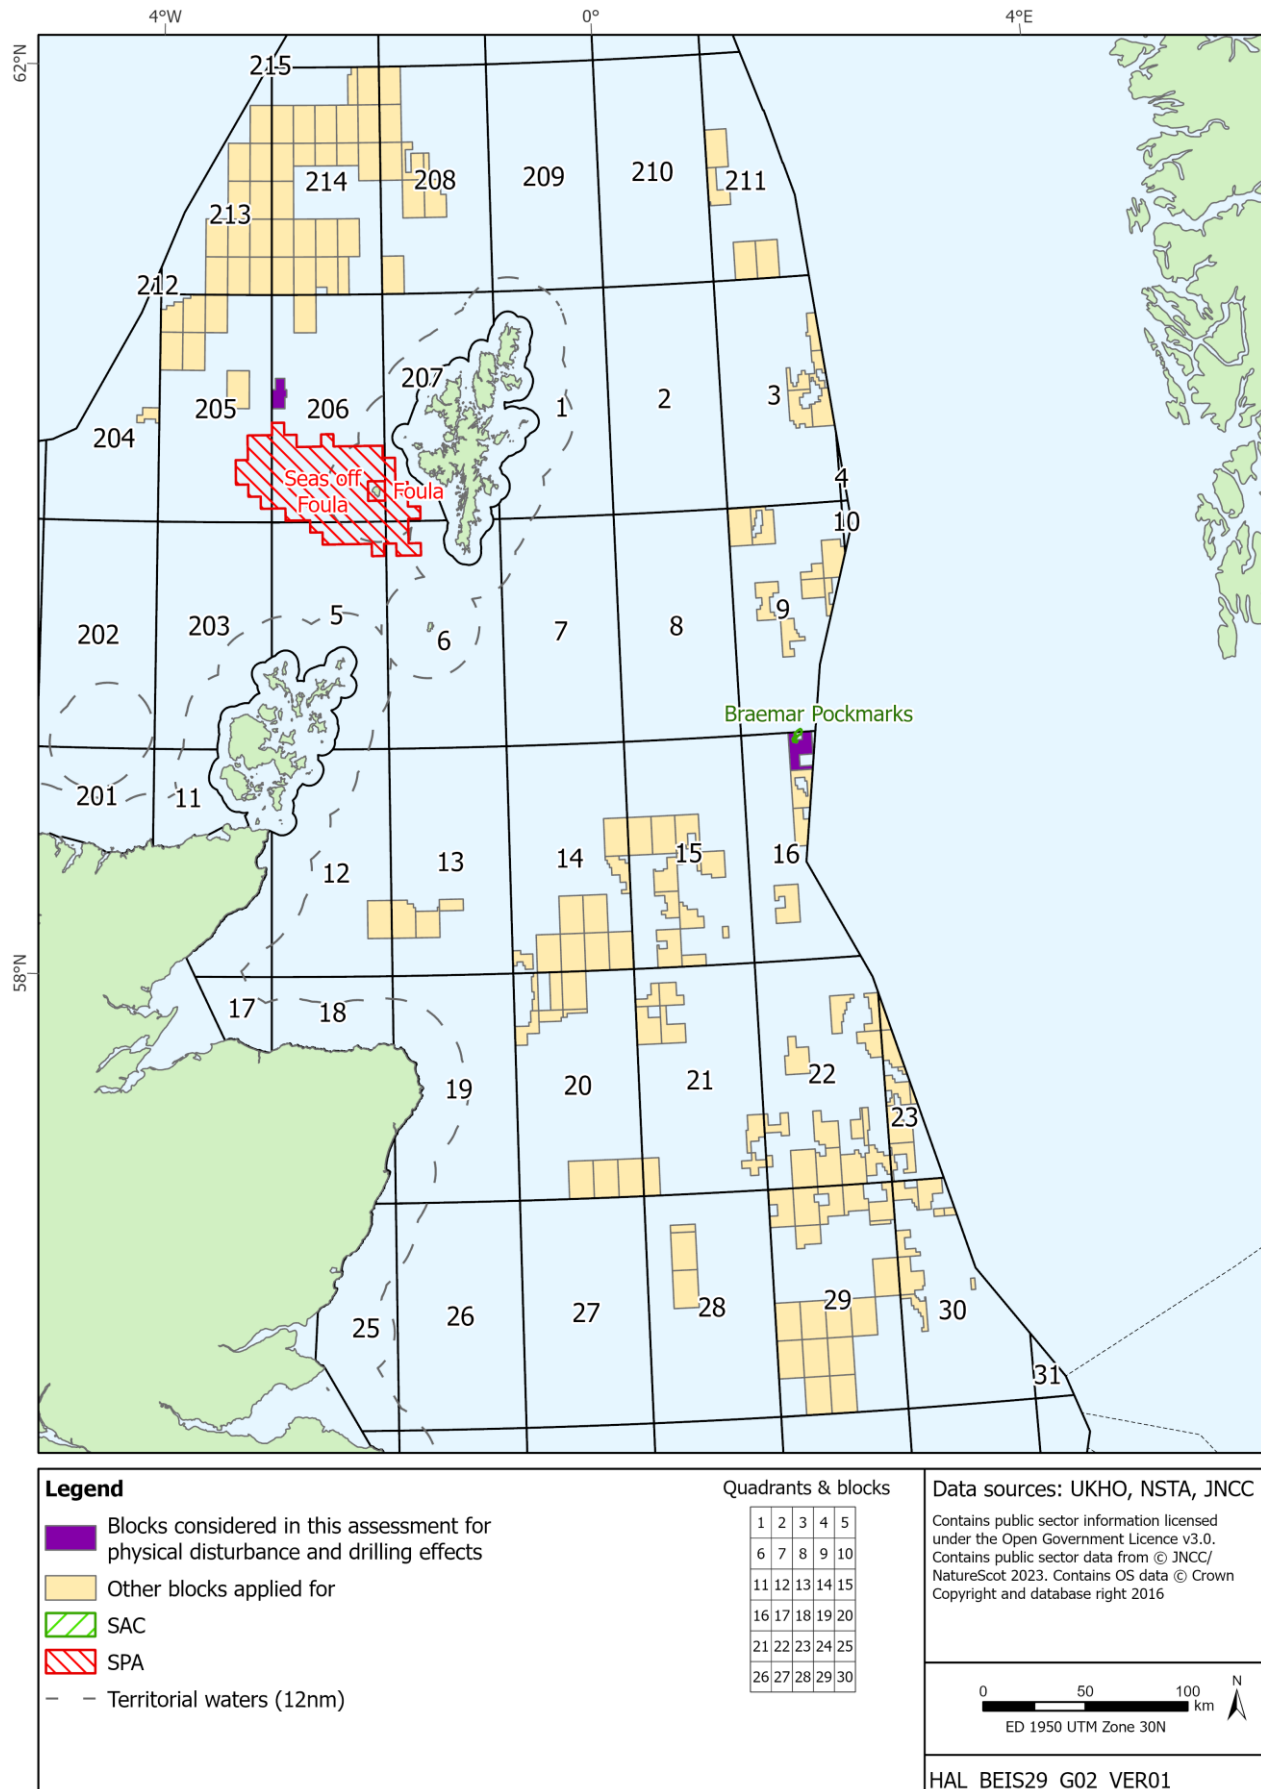 4°W
0°
4°E
62°N
215
214
208
209
210
211
213
212
207
1
2
3
205
206
204
Seas off
Foula
Foula
4
10
202
203
5
6
7
8
9
Braemar Pockmarks
201
11
12
13
14
15
16
58°N
17
18
19
20
21
22
23
25
26
27
28
29
30
31
Legend
Blocks considered in this assessment for
physical disturbance and drilling effects
Other blocks applied for
SAC
SPA
Territorial waters (12nm)
Quadrants & blocks
1 2 3 4 5
6 7 8 9 10
11 12 13 14 15
16 17 18 19 20
21 22 23 24 25
26 27 28 29 30
Data sources: UKHO, NSTA, JNCC
Contains public sector information licensed
under the Open Government Licence v3.0.
Contains public sector data from © JNCC/
NatureScot 2023. Contains OS data © Crown
Copyright and database right 2016
0 50 100
km
N
ED 1950 UTM Zone 30N
HAL_BEIS29_G02_VER01